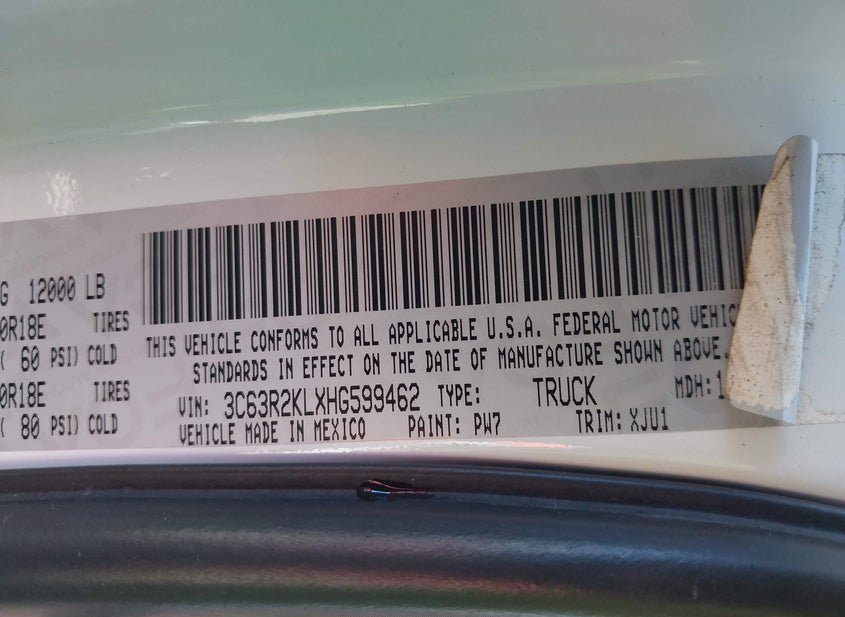 G 12000 LB
0R18E TIRES
( 60 PSI) COLD
0R18E TIRES
( 80 PSI) COLD
THIS VEHICLE CONFORMS TO ALL APPLICABLE U.S.A. FEDERAL MOTOR VEHIC
STANDARDS IN EFFECT ON THE DATE OF MANUFACTURE SHOWN ABOVE.
VIN: 3C63R2KLXHG599462 TYPE: TRUCK MDH: 1
VEHICLE MADE IN MEXICO PAINT: PW7 TRIM: XJU1